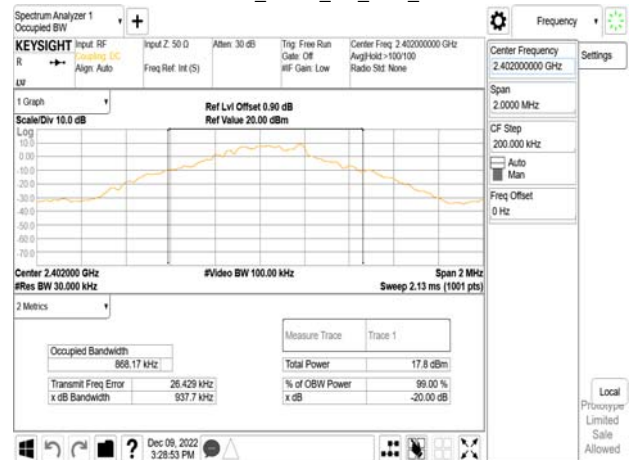 Spectrum Analyzer 1
Occupied BW
+
Frequency
KEYSIGHT Input: RF Input Z: 50 Ω Atten: 30 dB Trig: Free Run Center Freq: 2.402000000 GHz
R Coupling: DC Gate: Off Avg|Hold:>100/100
Align: Auto Freq Ref: Int (S) #IF Gain: Low Radio Std: None
LW
Center Frequency
2.402000000 GHz
Settings
Span
2.0000 MHz
CF Step
200.000 kHz
Auto
Man
Freq Offset
0 Hz
1 Graph
Ref Lvl Offset 0.90 dB
Scale/Div 10.0 dB Ref Value 20.00 dBm
Log
10.0
0.00
-10.0
-20.0
-30.0
-40.0
-50.0
-60.0
-70.0
Center 2.402000 GHz #Video BW 100.00 kHz Span 2 MHz
#Res BW 30.000 kHz Sweep 2.13 ms (1001 pts)
2 Metrics
Measure Trace Trace 1
Occupied Bandwidth
868.17 kHz Total Power 17.8 dBm
Transmit Freq Error 26.429 kHz % of OBW Power 99.00 %
x dB Bandwidth 937.7 kHz x dB -20.00 dB
Local
Prototype
Limited
Sale
Allowed
? Dec 09, 2022
3:28:53 PM